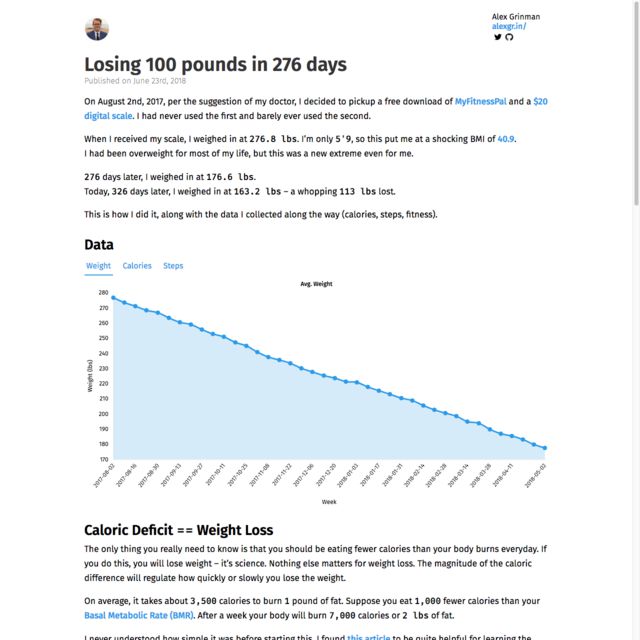 Alex Grinman
alexgr.in/
Losing 100 pounds in 276 days
Published on June 23rd, 2018
On August 2nd, 2017, per the suggestion of my doctor, I decided to pickup a free download of MyFitnessPal and a $20
digital scale. I had never used the first and barely ever used the second.
When I received my scale, I weighed in at 276.8 lbs. I'm only 5'9, so this put me at a shocking BMI of 40.9.
I had been overweight for most of my life, but this was a new extreme even for me.
276 days later, I weighed in at 176.6 lbs.
Today, 326 days later, I weighed in at 163.2 lbs – a whopping 113 lbs lost.
This is how I did it, along with the data I collected along the way (calories, steps, fitness).
Data
Weight Calories Steps
Avg. Weight
280
270
260
250
240
230
220
210
200
190
180
170
Weight (lbs)
2017-08-02
2017-08-16
2017-08-30
2017-09-13
2017-09-27
2017-10-11
2017-10-25
2017-11-08
2017-11-22
2017-12-06
2017-12-20
2018-01-03
2018-01-17
2018-01-31
2018-02-14
2018-02-28
2018-03-14
2018-03-28
2018-04-11
2018-05-02
Week
Caloric Deficit == Weight Loss
The only thing you really need to know is that you should be eating fewer calories than your body burns everyday. If
you do this, you will lose weight – it's science. Nothing else matters for weight loss. The magnitude of the caloric
difference will regulate how quickly or slowly you lose the weight.
On average, it takes about 3,500 calories to burn 1 pound of fat. Suppose you eat 1,000 fewer calories than your
Basal Metabolic Rate (BMR). After a week your body will burn 7,000 calories or 2 lbs of fat.
I never understood how simple it was before starting this. I found this article to be quite helpful for learning the